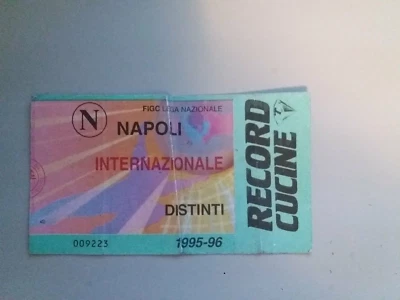 FIGC LEGA NAZIONALE
N
NAPOLI
INTERNAZIONALE
DISTINTI
009223
1995-96
RECORD
CUCINE